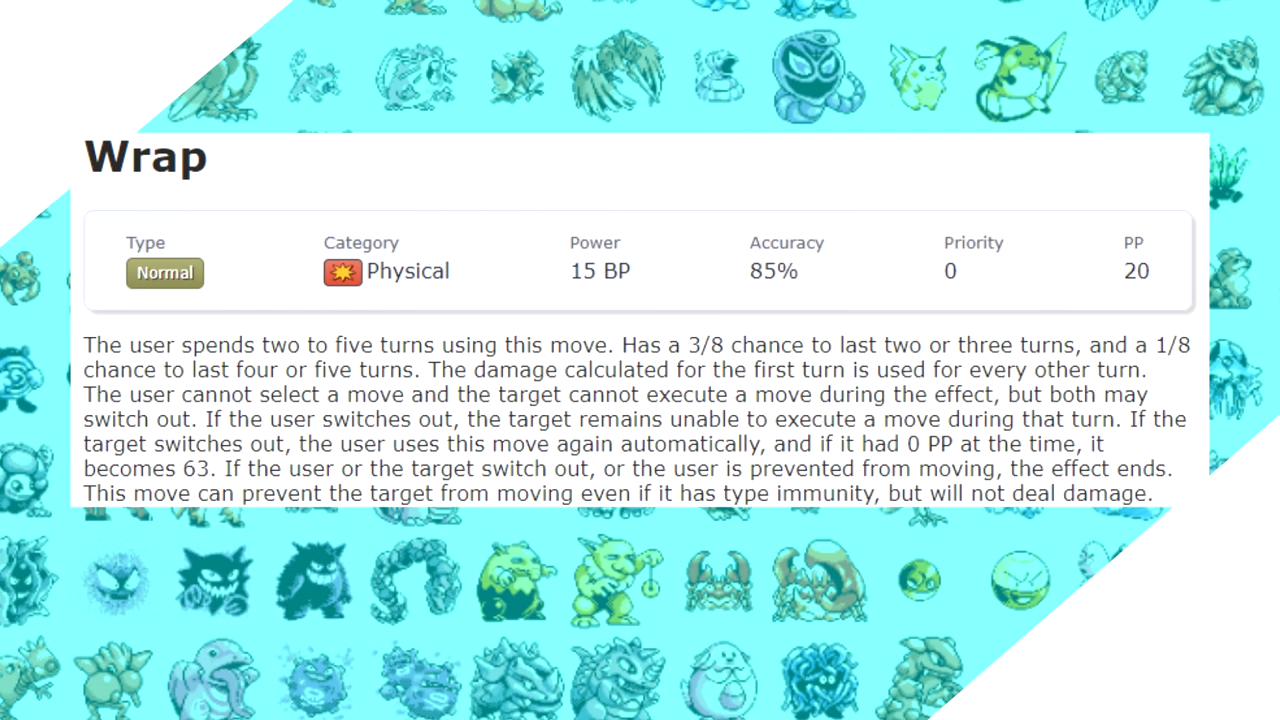 Wrap
Type Category Power Accuracy Priority PP
Normal Physical 15 BP 85% 0 20
The user spends two to five turns using this move. Has a 3/8 chance to last two or three turns, and a 1/8
chance to last four or five turns. The damage calculated for the first turn is used for every other turn.
The user cannot select a move and the target cannot execute a move during the effect, but both may
switch out. If the user switches out, the target remains unable to execute a move during that turn. If the
target switches out, the user uses this move again automatically, and if it had 0 PP at the time, it
becomes 63. If the user or the target switch out, or the user is prevented from moving, the effect ends.
This move can prevent the target from moving even if it has type immunity, but will not deal damage.